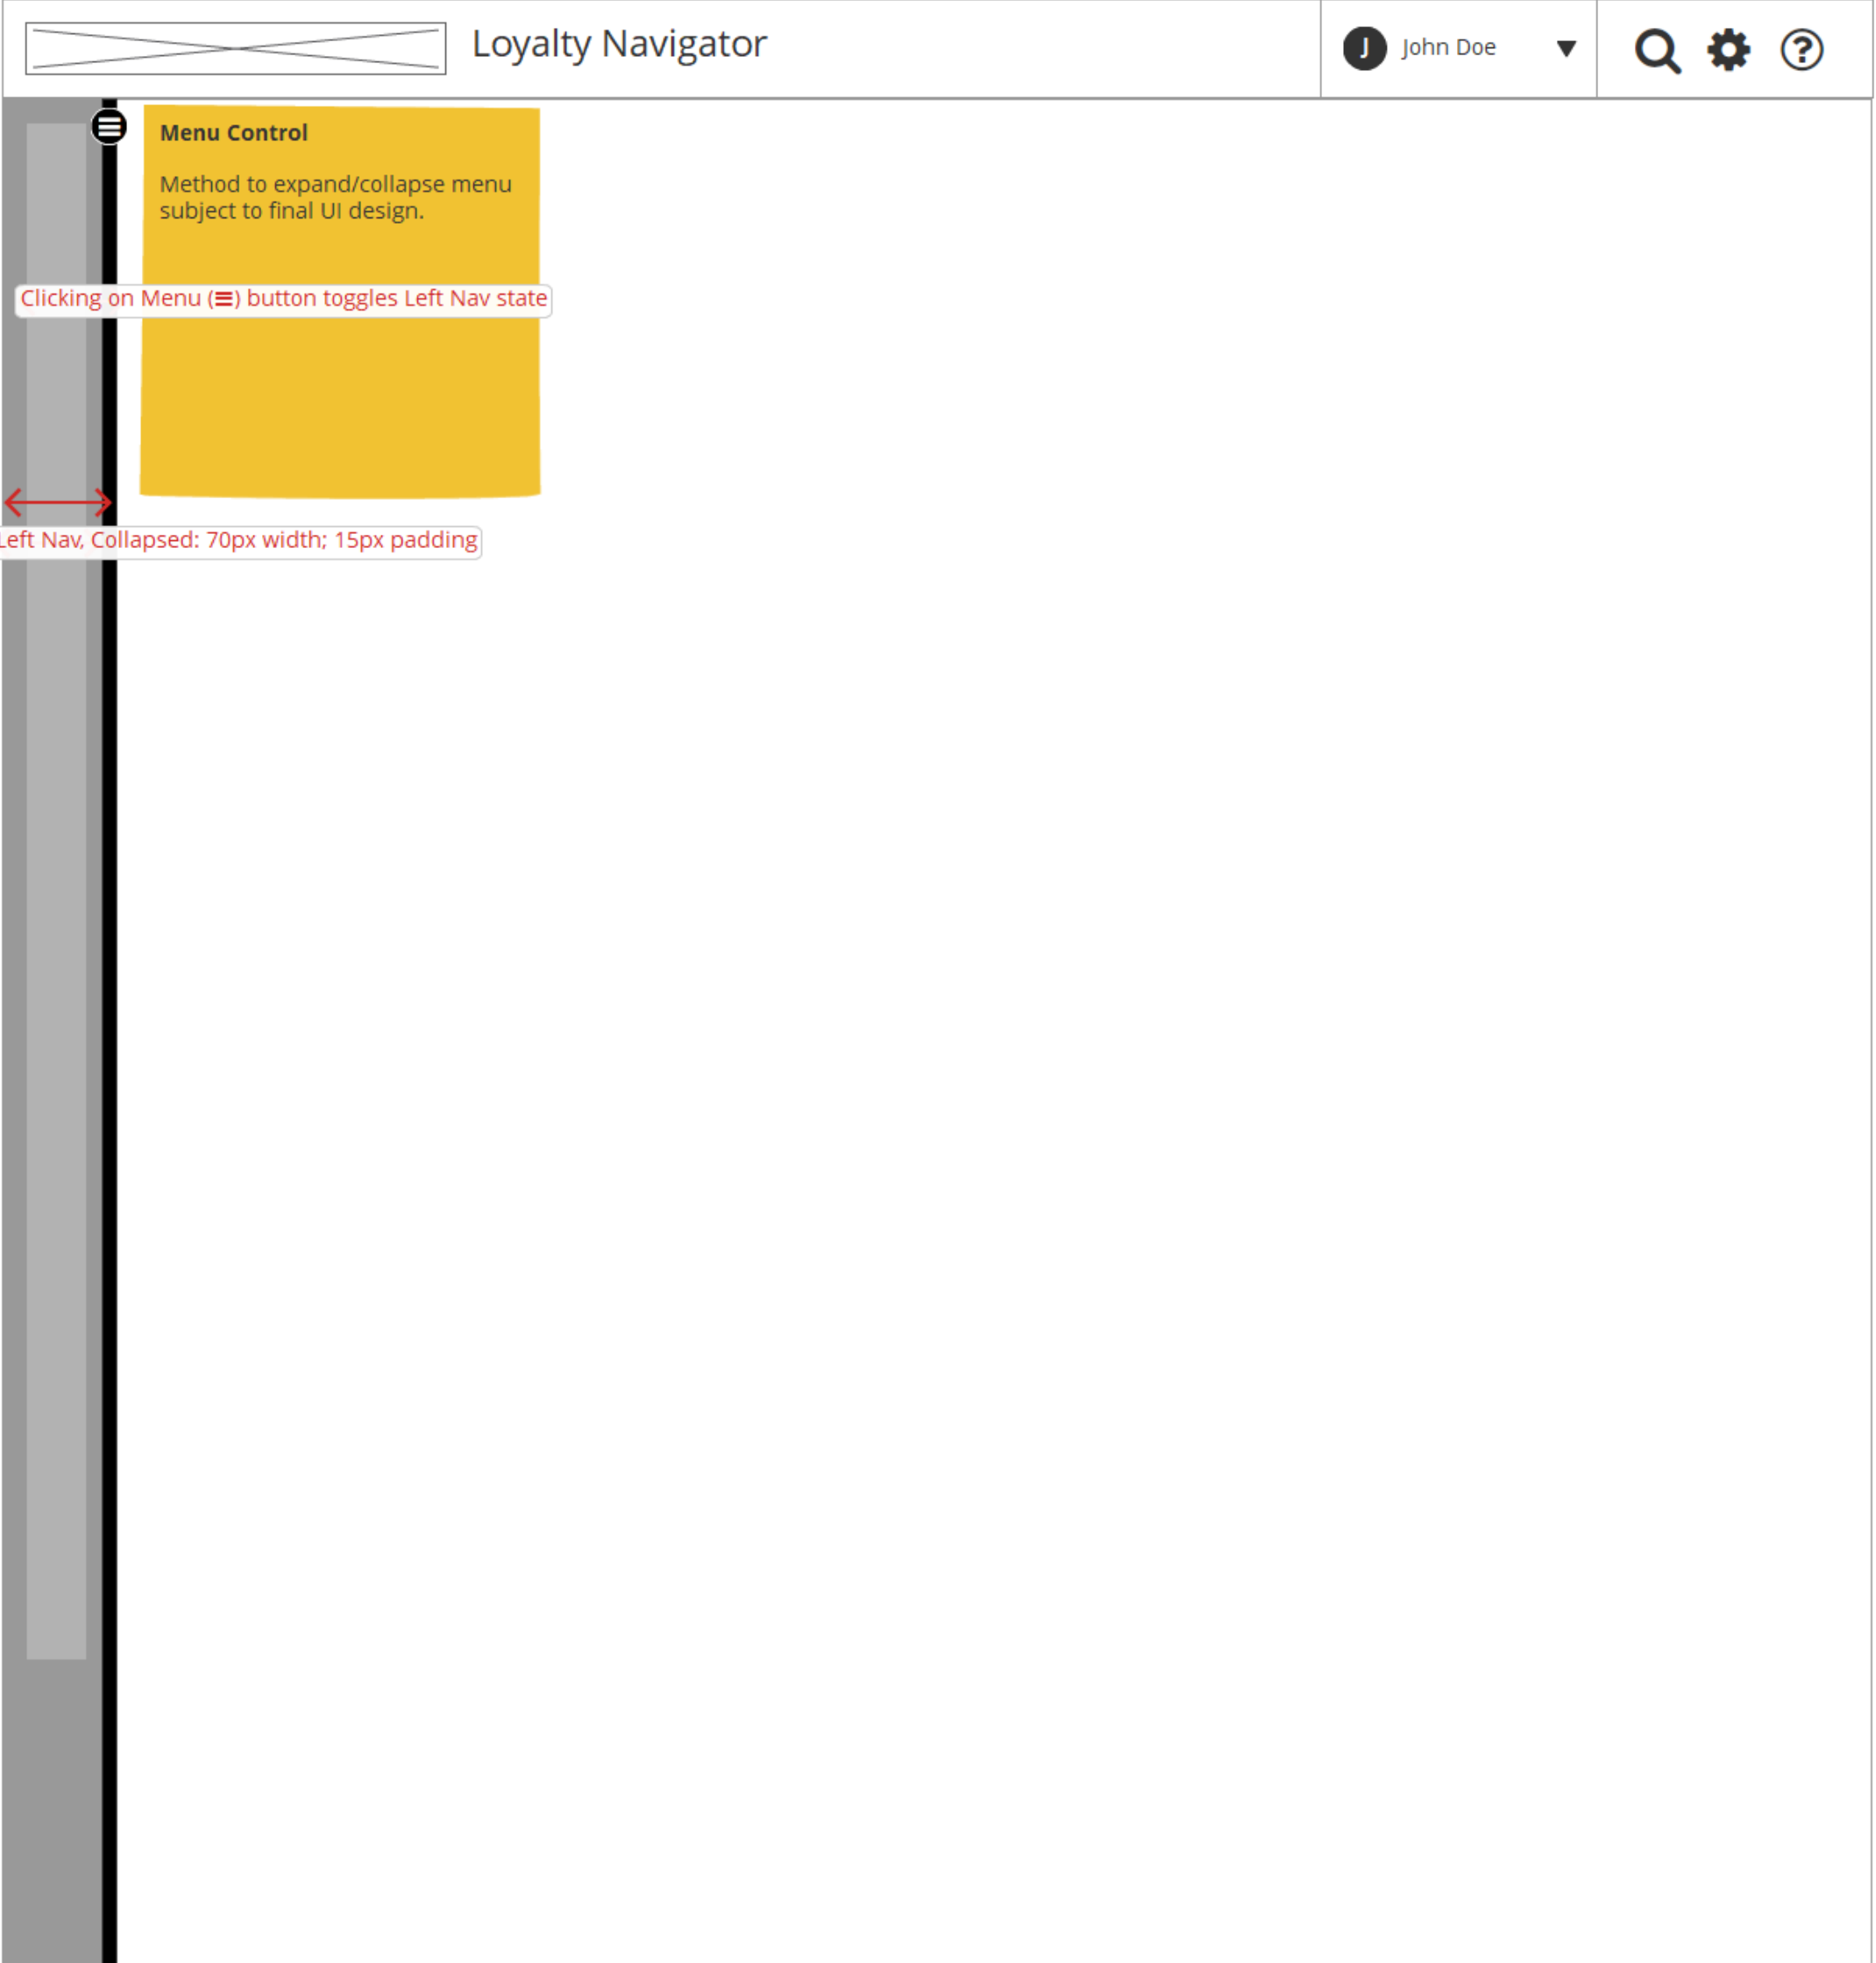 Loyalty Navigator
J John Doe
Menu Control
Method to expand/collapse menu
subject to final UI design.
Clicking on Menu (≡) button toggles Left Nav state
Left Nav, Collapsed: 70px width; 15px padding